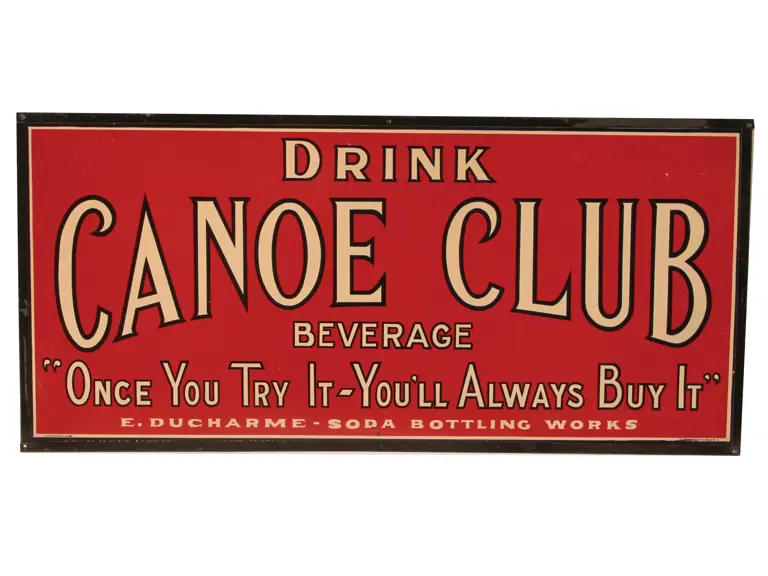 DRINK
CANOE CLUB
BEVERAGE
"ONCE YOU TRY IT-YOU'LL ALWAYS BUY IT"
E. DUCHARME - SODA BOTTLING WORKS